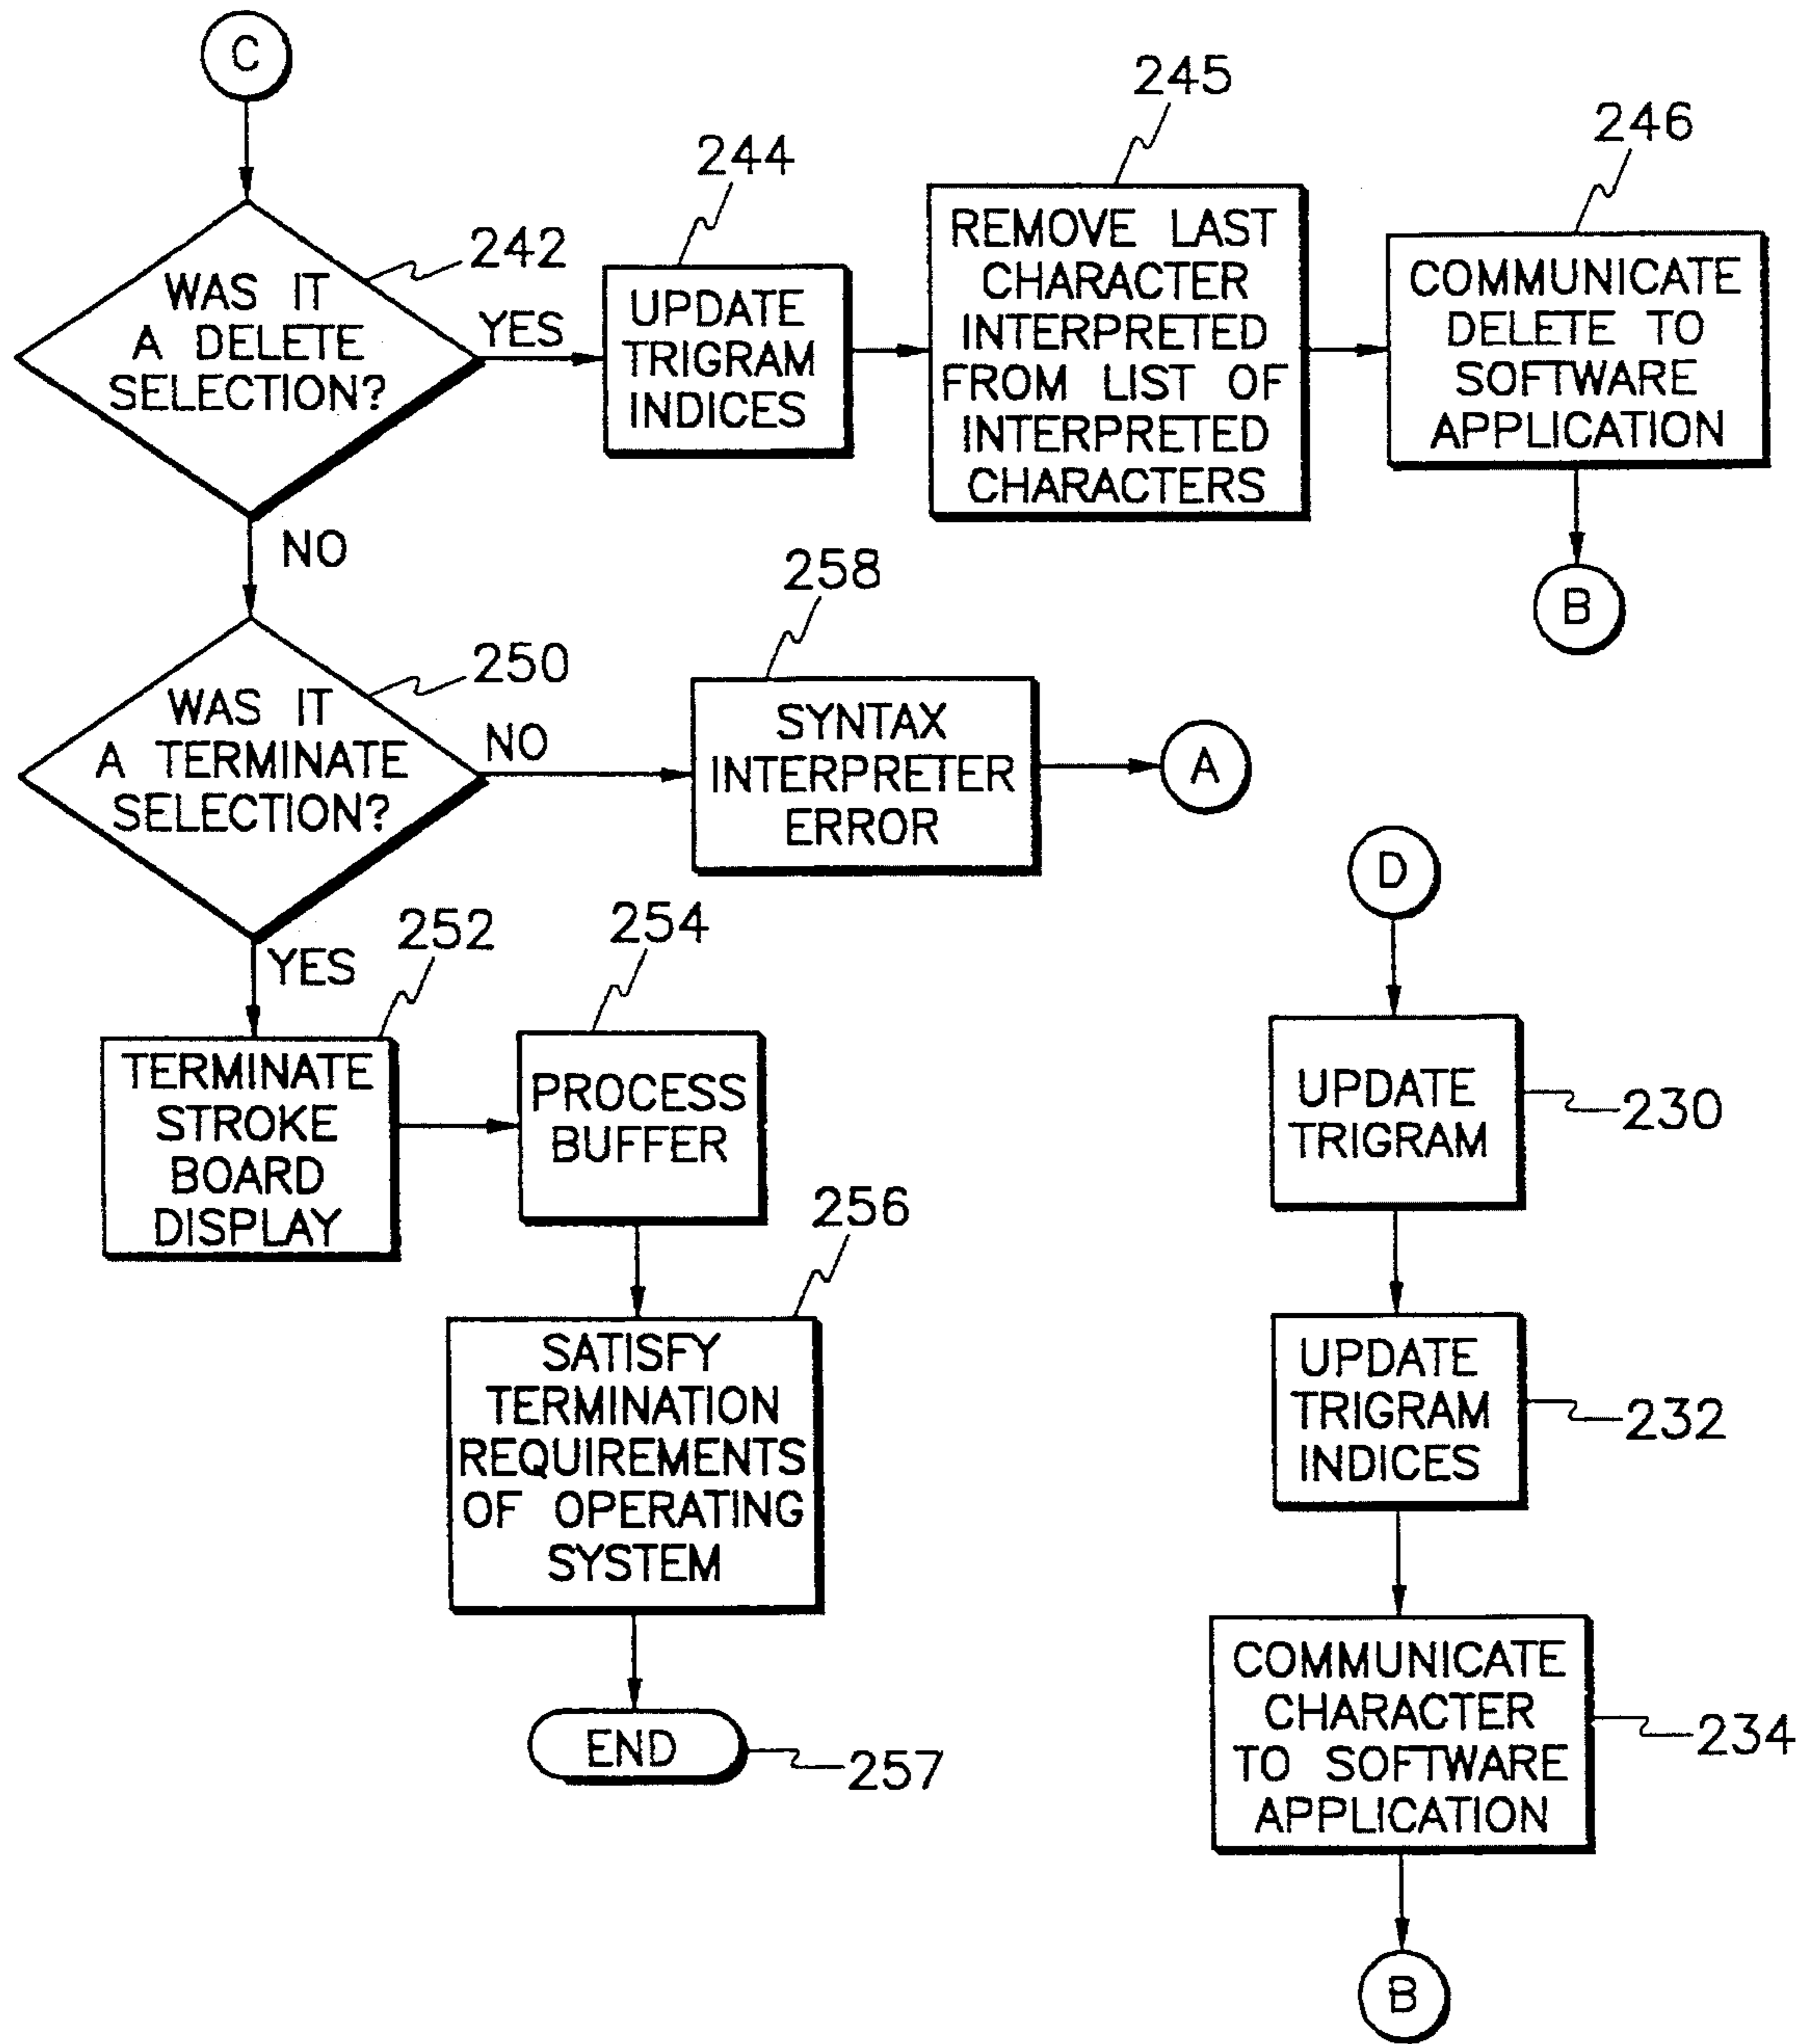 C
242
WAS IT
A DELETE
SELECTION?
YES
NO
244
UPDATE
TRIGRAM
INDICES
245
REMOVE LAST
CHARACTER
INTERPRETED
FROM LIST OF
INTERPRETED
CHARACTERS
246
COMMUNICATE
DELETE TO
SOFTWARE
APPLICATION
B
250
WAS IT
A TERMINATE
SELECTION?
NO
YES
258
SYNTAX
INTERPRETER
ERROR
A
252
TERMINATE
STROKE
BOARD
DISPLAY
254
PROCESS
BUFFER
256
SATISFY
TERMINATION
REQUIREMENTS
OF OPERATING
SYSTEM
END
257
D
UPDATE
TRIGRAM
230
UPDATE
TRIGRAM
INDICES
232
COMMUNICATE
CHARACTER
TO SOFTWARE
APPLICATION
234
B